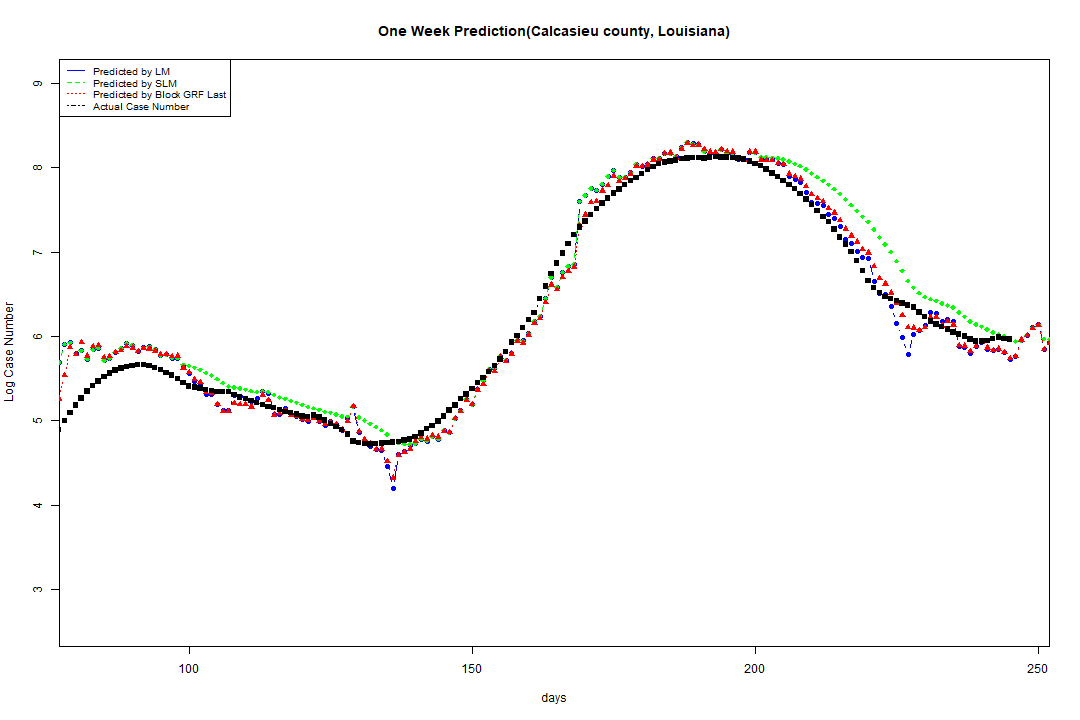 One Week Prediction(Calcasieu county, Louisiana)
Predicted by LM
Predicted by SLM
Predicted by Block GRF Last
Actual Case Number
Log Case Number
9
8
7
6
5
4
3
100 150 200 250
days